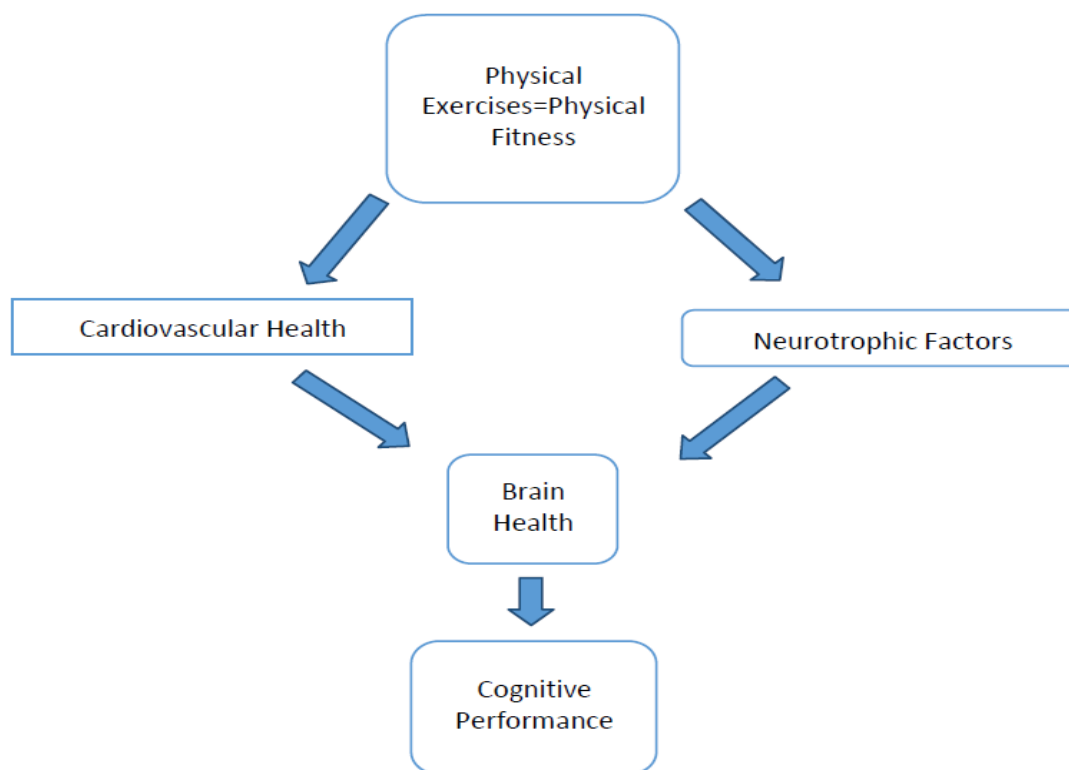 Physical
Exercises=Physical
Fitness
Cardiovascular Health
Neurotrophic Factors
Brain
Health
Cognitive
Performance